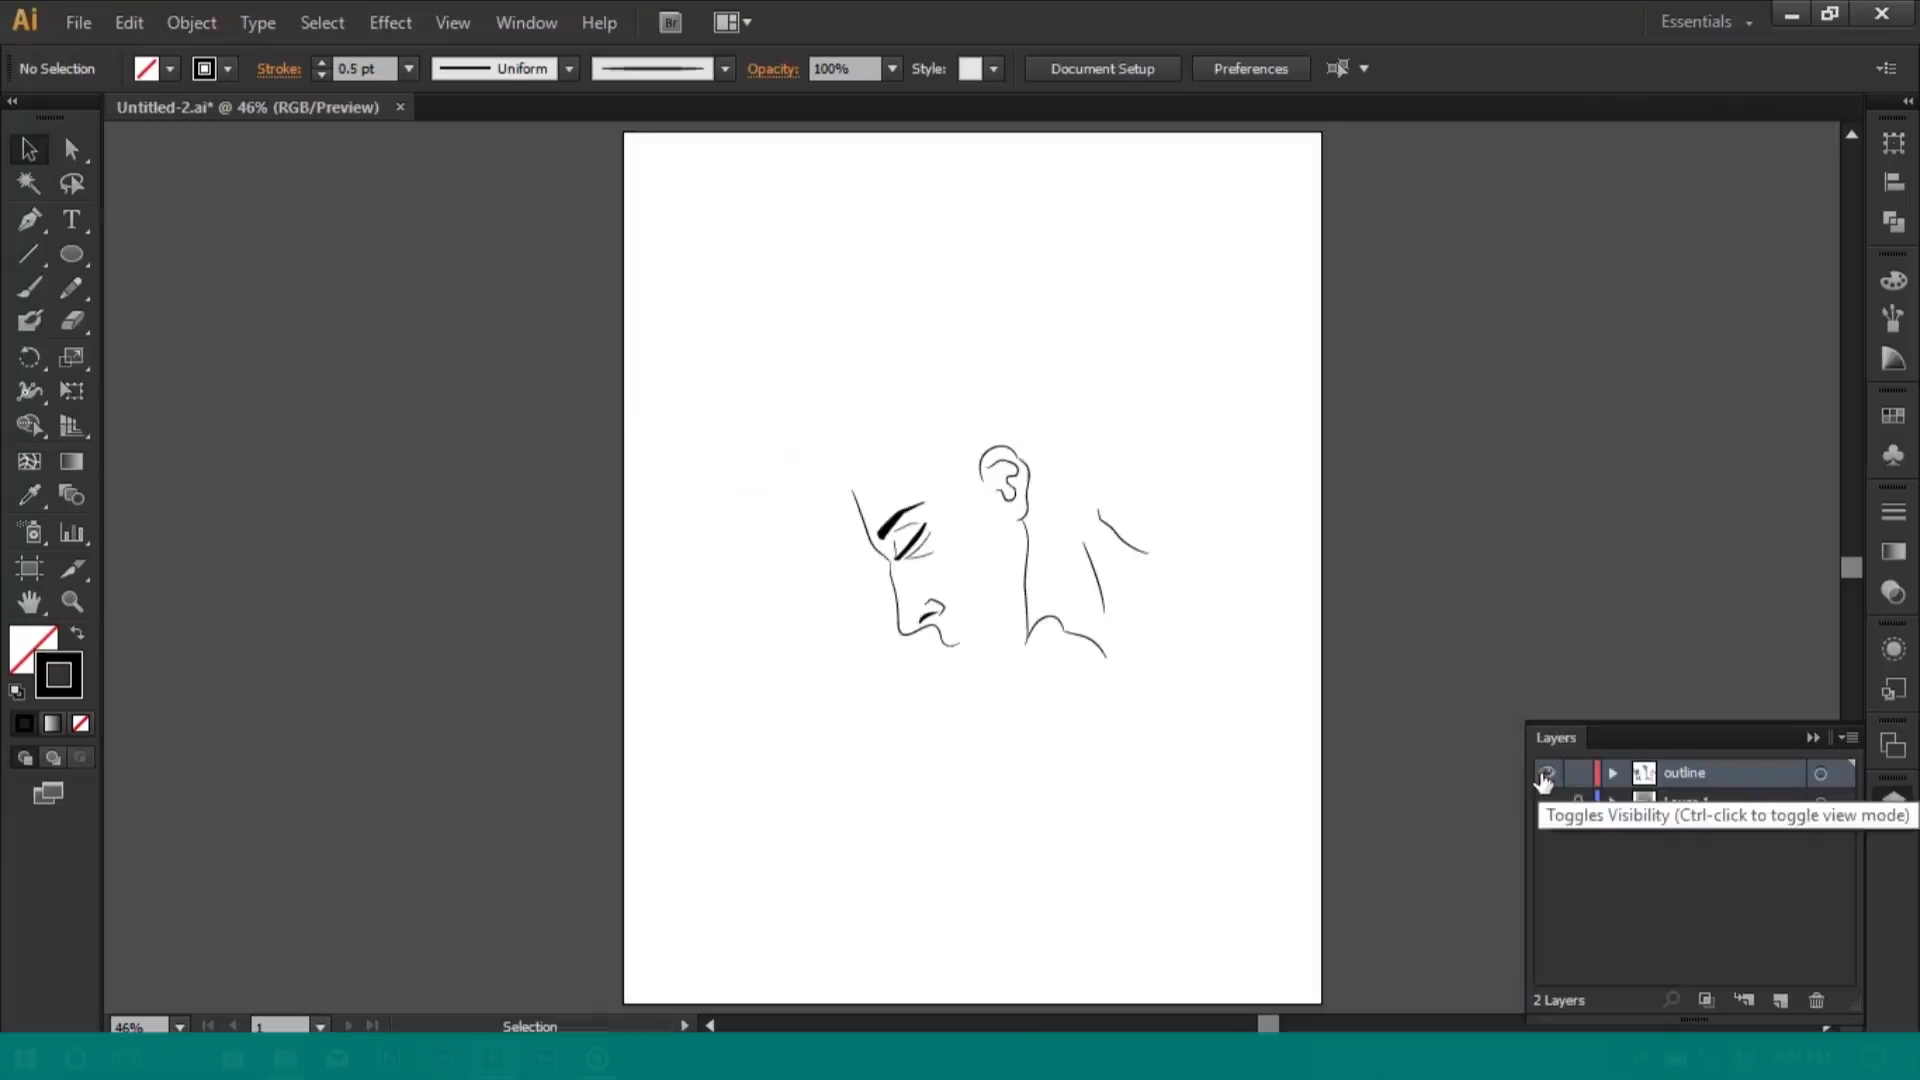 Ai File Edit Object Type Select Effect View Window Help Br Essentials
No Selection Stroke: 0.5 pt Uniform Opacity: 100% Style: Document Setup Preferences
Untitled-2.ai* @ 46% (RGB/Preview) ×
T
Layers
outline
Toggles Visibility (Ctrl-click to toggle view mode)
2 Layers
46% 1 Selection